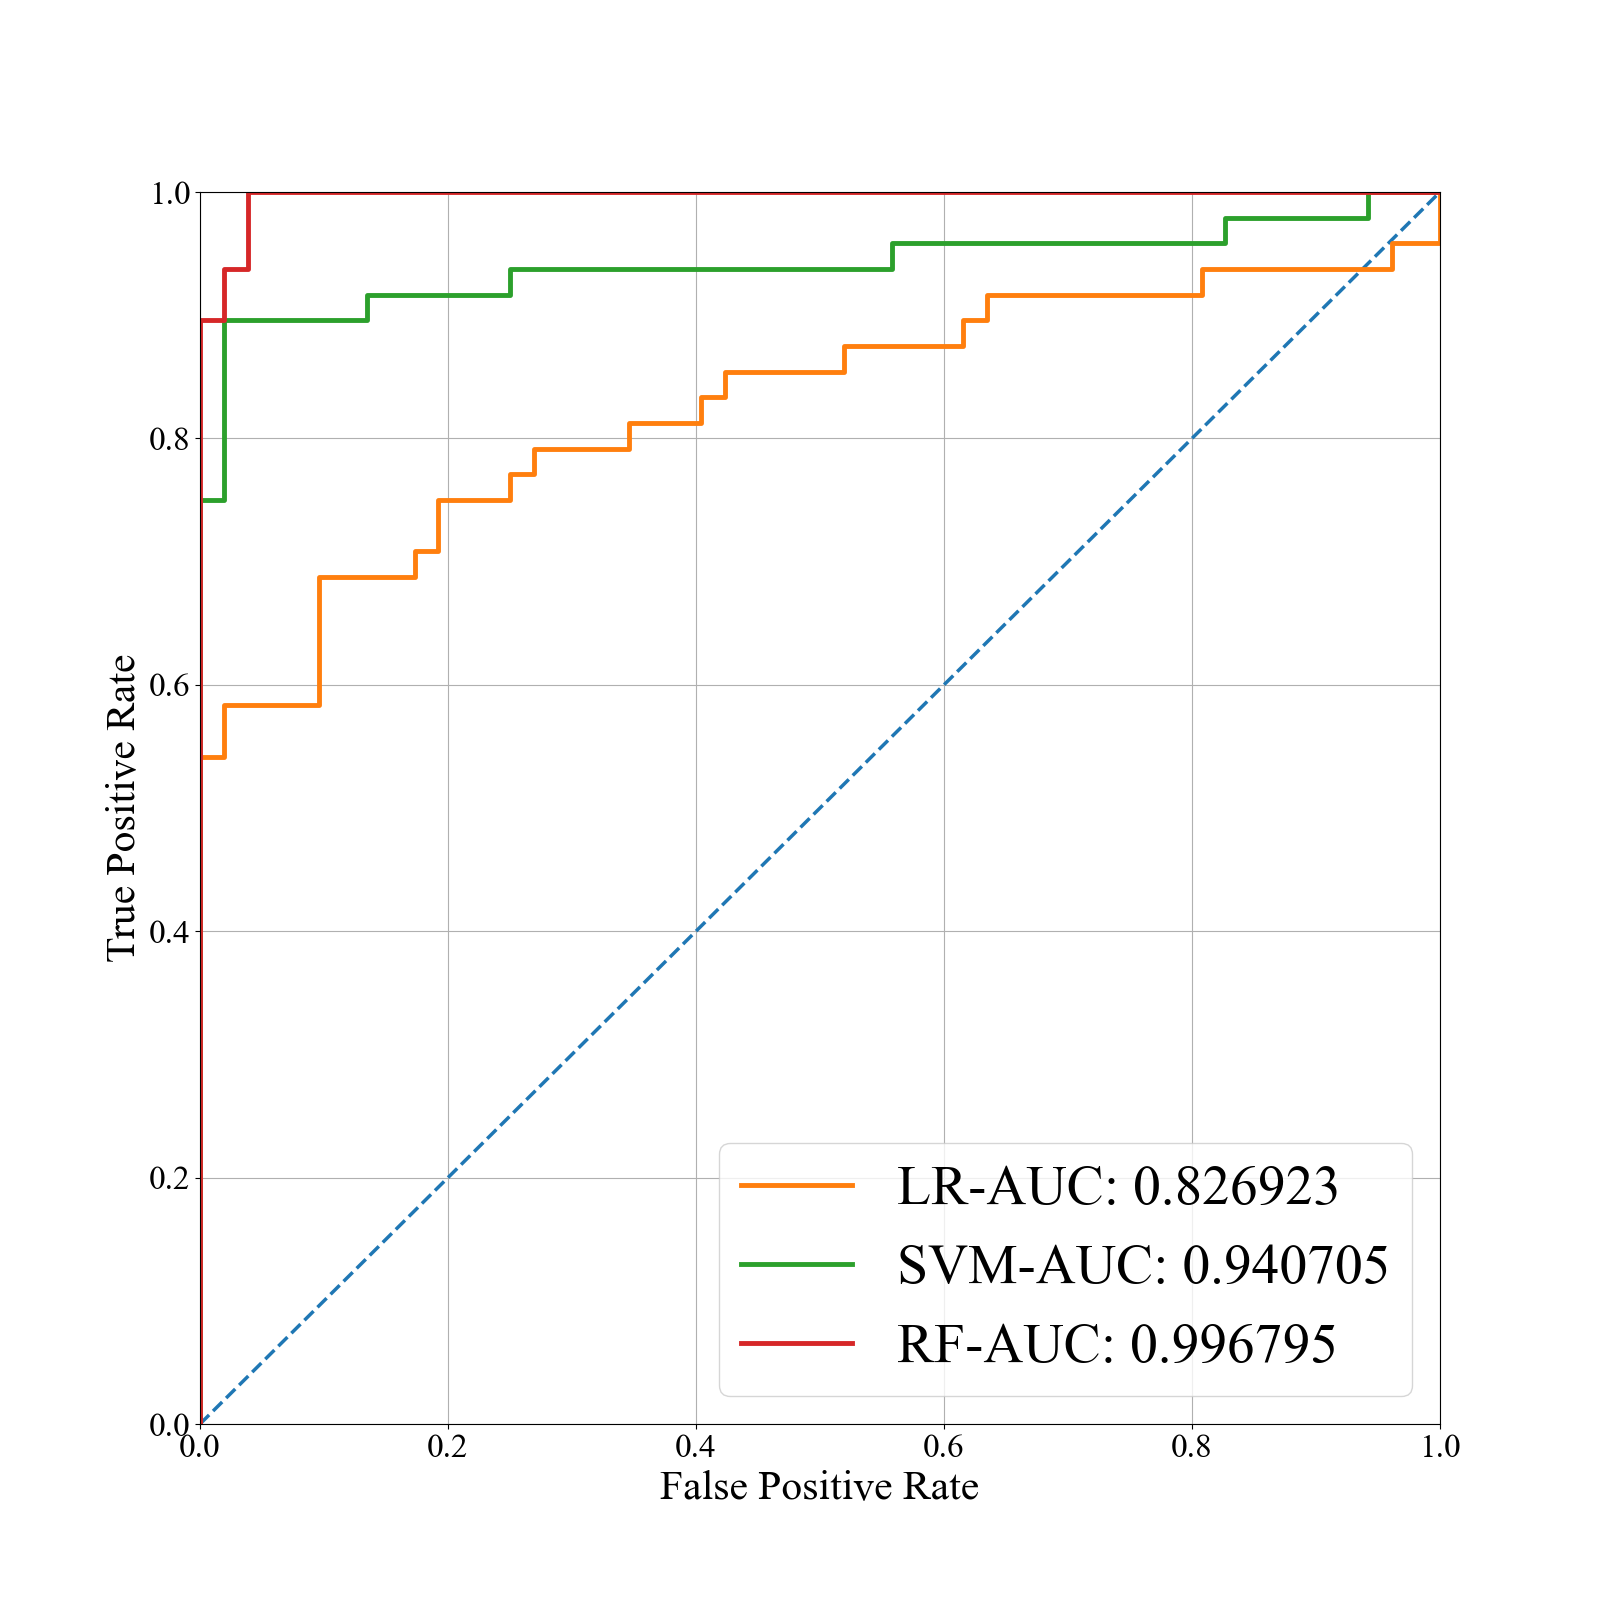 1.0
0.8
0.6
0.4
0.2
0.0
True Positive Rate
LR-AUC: 0.826923
SVM-AUC: 0.940705
RF-AUC: 0.996795
0.0 0.2 0.4 0.6 0.8 1.0
False Positive Rate